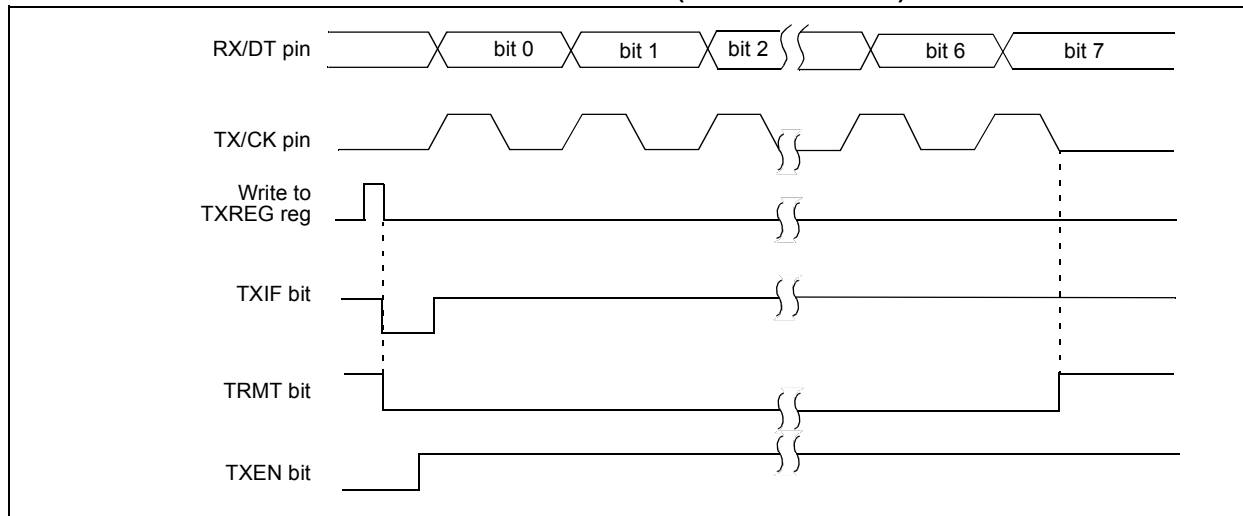 RX/DT pin
bit 0 bit 1 bit 2 bit 6 bit 7
TX/CK pin
Write to
TXREG reg
TXIF bit
TRMT bit
TXEN bit